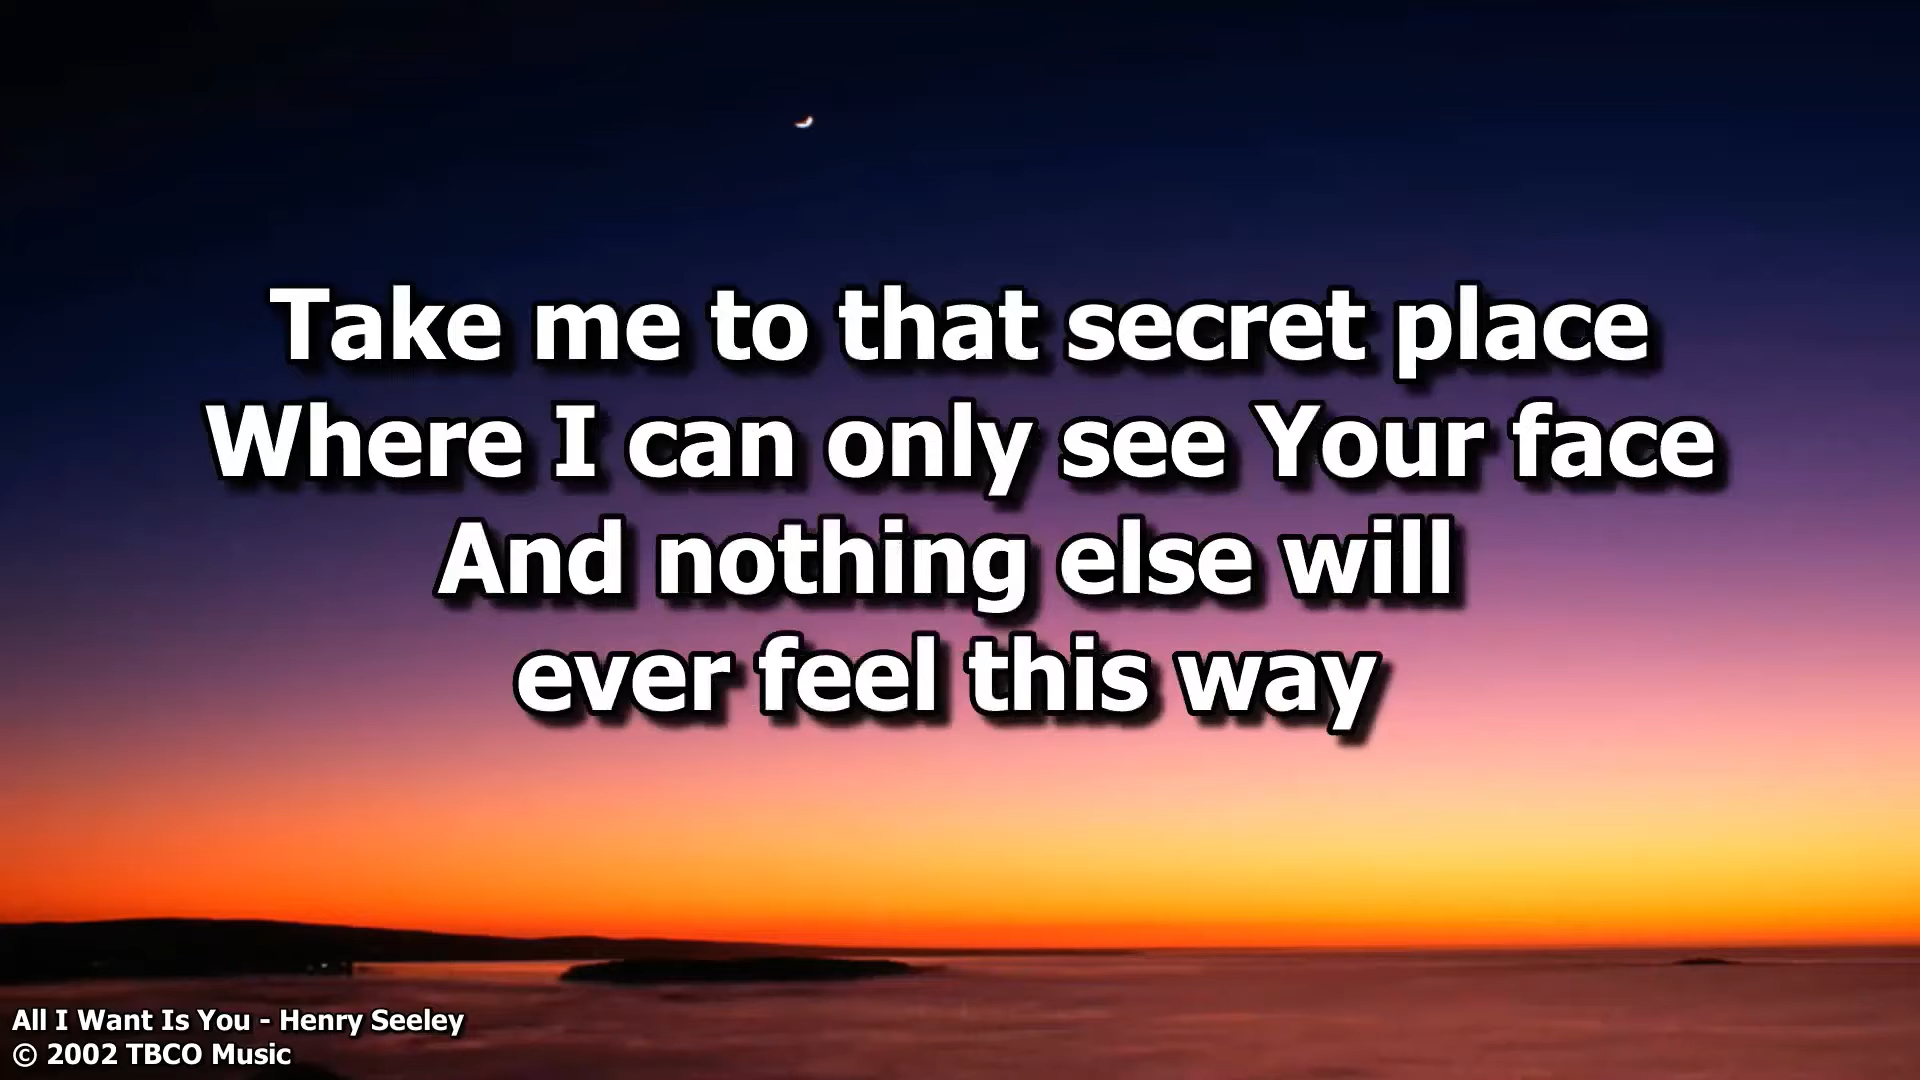 Take me to that secret place
Where I can only see Your face
And nothing else will
ever feel this way
All I Want Is You - Henry Seeley
© 2002 TBCO Music